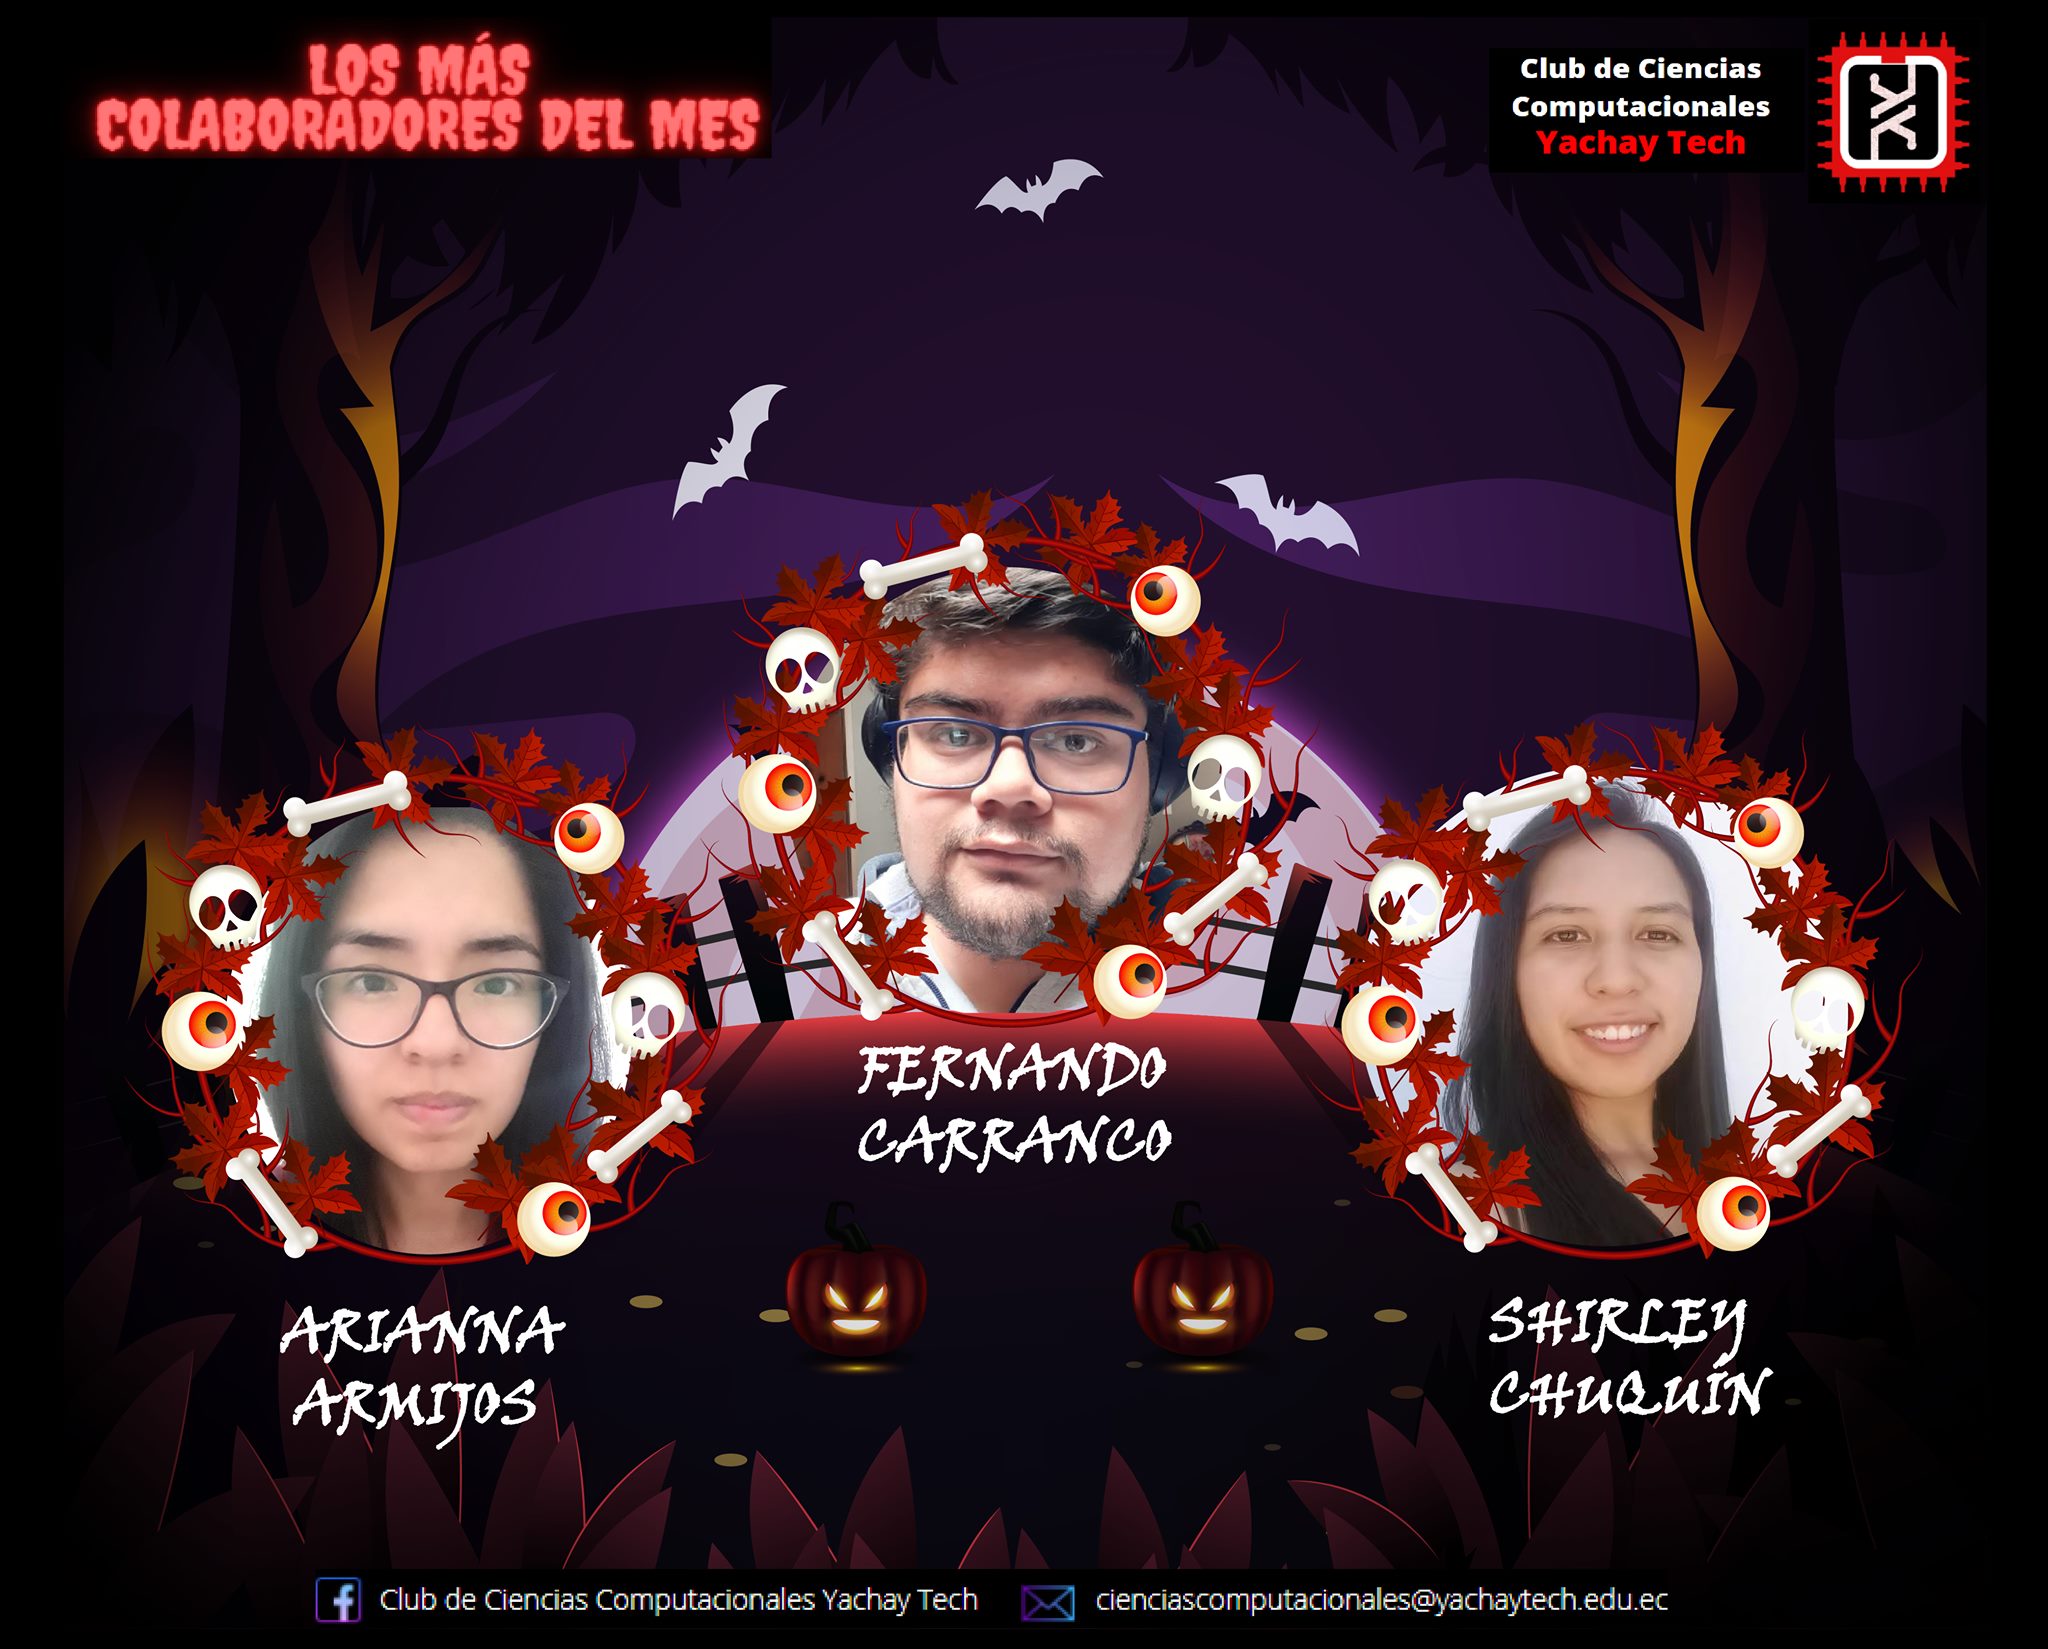 LOS MÁS
COLABORADORES DEL MES
Club de Ciencias
Computacionales
Yachay Tech
FERNANDO
CARRANCO
ARIANNA
ARMIJOS
SHIRLEY
CHUQUÍN
Club de Ciencias Computacionales Yachay Tech
cienciascomputacionales@yachaytech.edu.ec